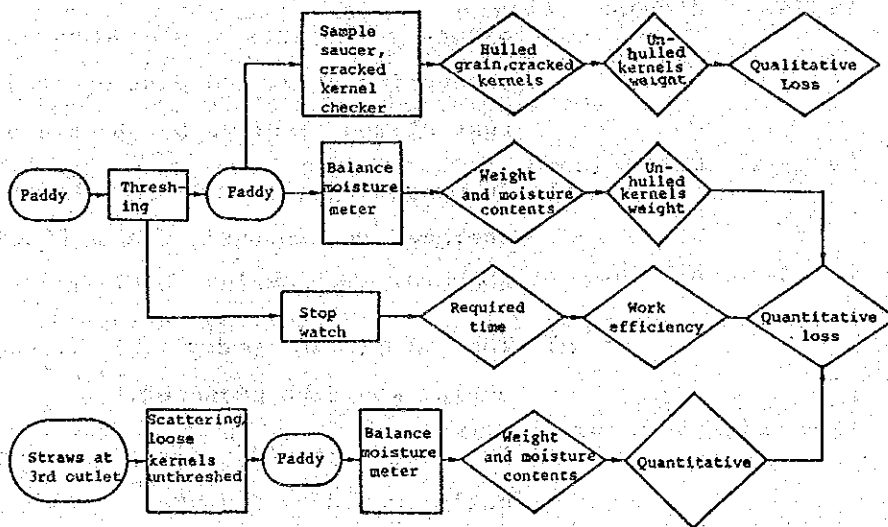 Sample
saucer,
cracked
kernel
checker
Hulled
grain,cracked
kernels
Un-
hulled
kernels
weight
Qualitative
Loss
Paddy
Thresh-
ing
Paddy
Balance
moisture
meter
Weight
and moisture
contents
Un-
hulled
kernels
weight
Stop
watch
Required
time
Work
efficiency
Quantitative
loss
Straws at
3rd outlet
Scattering,
loose
kernels
unthreshed
Paddy
Balance
moisture
meter
Weight
and moisture
contents
Quantitative